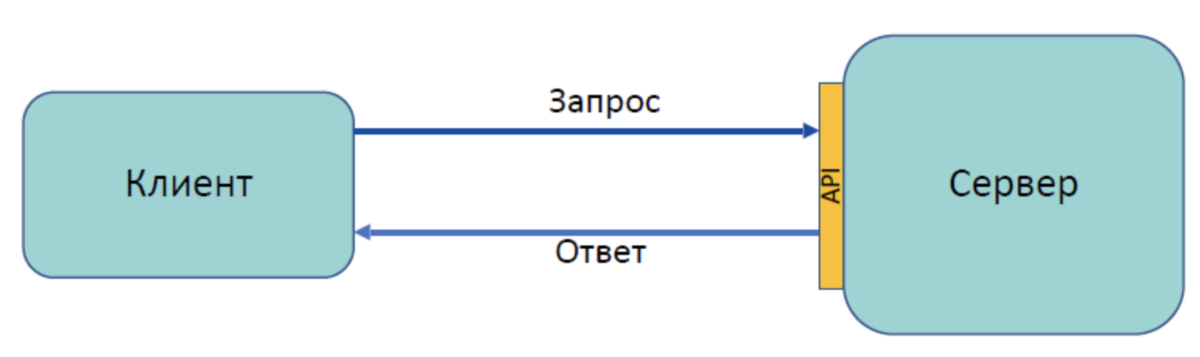 Запрос
Клиент
API
Сервер
Ответ